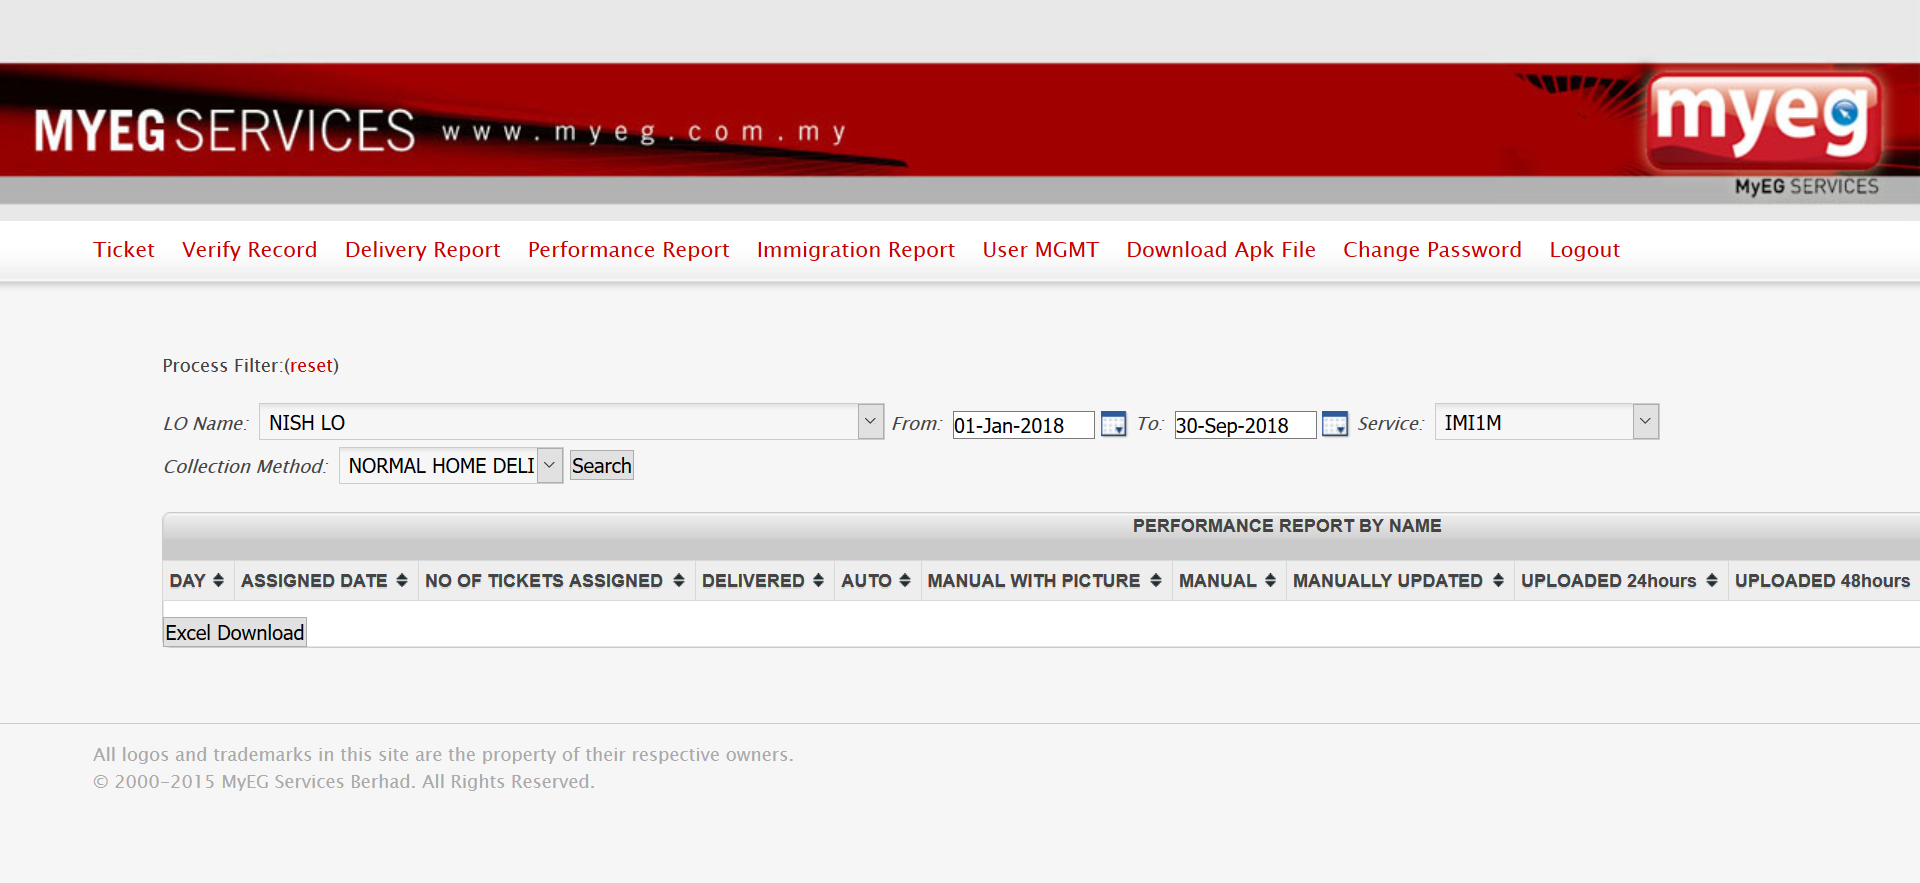 MYEG SERVICES www.myeg.com.my
myeg
MyEG SERVICES
Ticket Verify Record Delivery Report Performance Report Immigration Report User MGMT Download Apk File Change Password Logout
Process Filter:(reset)
LO Name: NISH LO From: 01-Jan-2018 To: 30-Sep-2018 Service: IMI1M
Collection Method: NORMAL HOME DELI Search
PERFORMANCE REPORT BY NAME
DAY ASSIGNED DATE NO OF TICKETS ASSIGNED DELIVERED AUTO MANUAL WITH PICTURE MANUAL MANUALLY UPDATED UPLOADED 24hours UPLOADED 48hours
Excel Download
All logos and trademarks in this site are the property of their respective owners.
© 2000-2015 MyEG Services Berhad. All Rights Reserved.